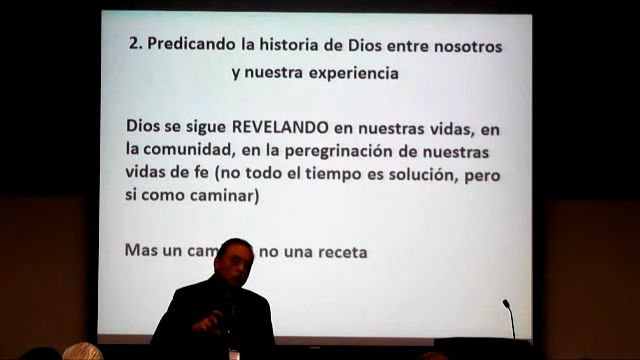 2. Predicando la historia de Dios entre nosotros
y nuestra experiencia
Dios se sigue REVELANDO en nuestras vidas, en
la comunidad, en la peregrinación de nuestras
vidas de fe (no todo el tiempo es solución, pero
si como caminar)
Mas un cam no una receta